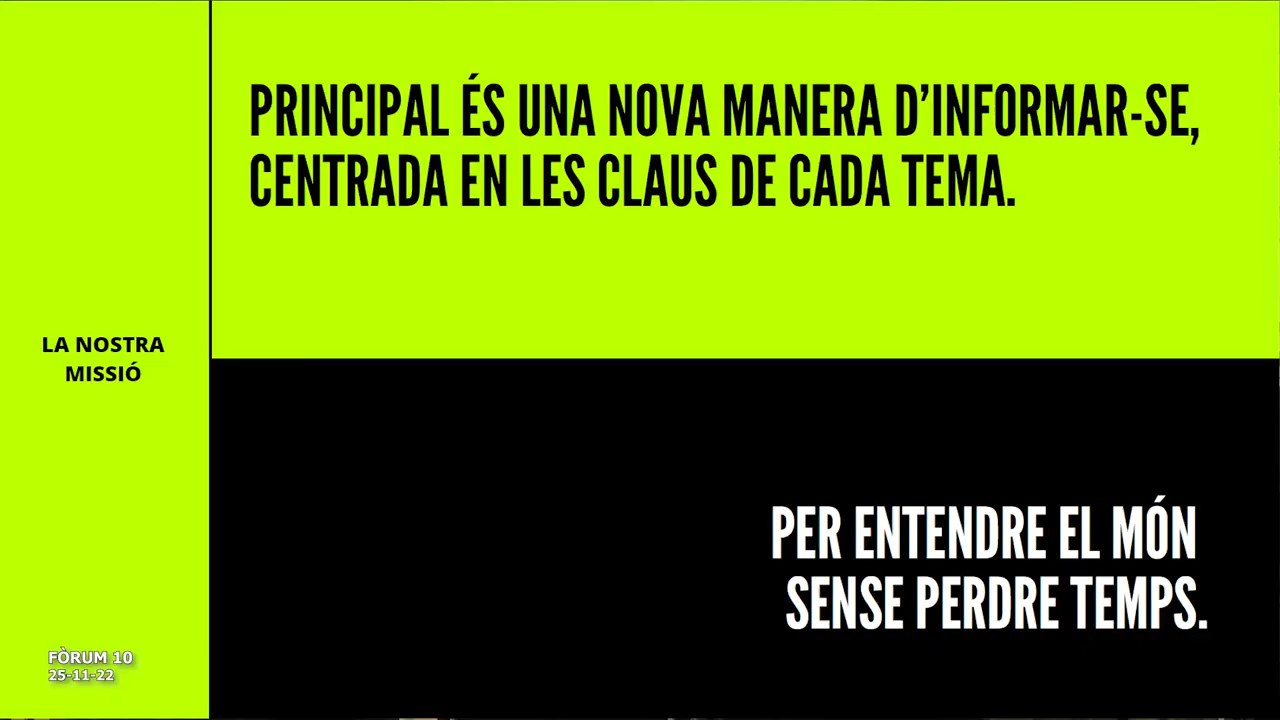 PRINCIPAL ÉS UNA NOVA MANERA D’INFORMAR-SE,
CENTRADA EN LES CLAUS DE CADA TEMA.
LA NOSTRA
MISSIÓ
PER ENTENDRE EL MÓN
SENSE PERDRE TEMPS.
FÒRUM 10
25-11-22